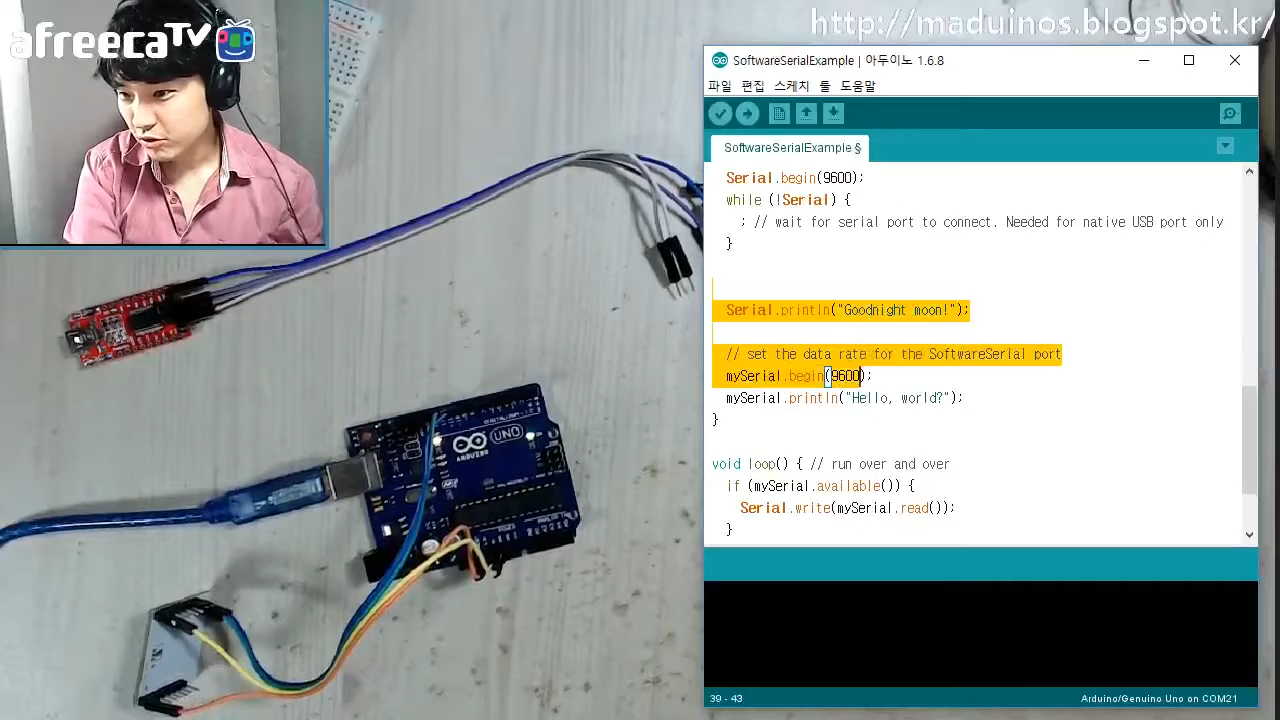 afreecaTV
http://maduinos.blogspot.kr/
SoftwareSerialExample | 아두이노 1.6.8
파일 편집 스케치 툴 도움말
SoftwareSerialExample §
Serial.begin(9600);
while (!Serial) {
; // wait for serial port to connect. Needed for native USB port only
}
Serial.println("Goodnight moon!");
// set the data rate for the SoftwareSerial port
mySerial.begin(9600);
mySerial.println("Hello, world?");
}
void loop() { // run over and over
if (mySerial.available()) {
Serial.write(mySerial.read());
}
39 - 43
Arduino/Genuino Uno on COM21
UNO
ARDUINO